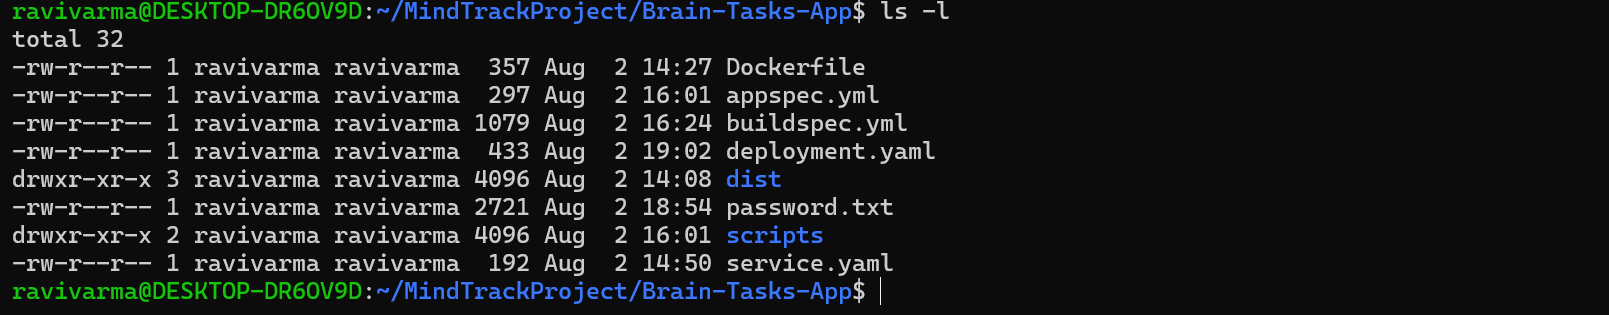 ravivarma@DESKTOP-DR6OV9D:~/MindTrackProject/Brain-Tasks-App$ ls -l
total 32
-rw-r--r-- 1 ravivarma ravivarma  357 Aug  2 14:27 Dockerfile
-rw-r--r-- 1 ravivarma ravivarma  297 Aug  2 16:01 appspec.yml
-rw-r--r-- 1 ravivarma ravivarma 1079 Aug  2 16:24 buildspec.yml
-rw-r--r-- 1 ravivarma ravivarma  433 Aug  2 19:02 deployment.yaml
drwxr-xr-x 3 ravivarma ravivarma 4096 Aug  2 14:08 dist
-rw-r--r-- 1 ravivarma ravivarma 2721 Aug  2 18:54 password.txt
drwxr-xr-x 2 ravivarma ravivarma 4096 Aug  2 16:01 scripts
-rw-r--r-- 1 ravivarma ravivarma  192 Aug  2 14:50 service.yaml
ravivarma@DESKTOP-DR6OV9D:~/MindTrackProject/Brain-Tasks-App$